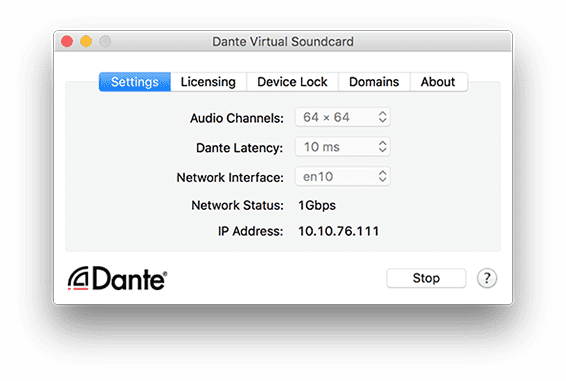 Dante Virtual Soundcard
Settings Licensing Device Lock Domains About
Audio Channels: 64 × 64
Dante Latency: 10 ms
Network Interface: en10
Network Status: 1Gbps
IP Address: 10.10.76.111
Dante® Stop ?